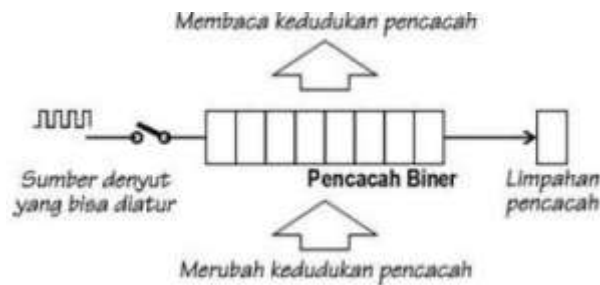 Membaca kedudukan pencacah
Sumber denyut
yang bisa diatur
Pencacah Biner
Limpahan
pencacah
Merubah kedudukan pencacah